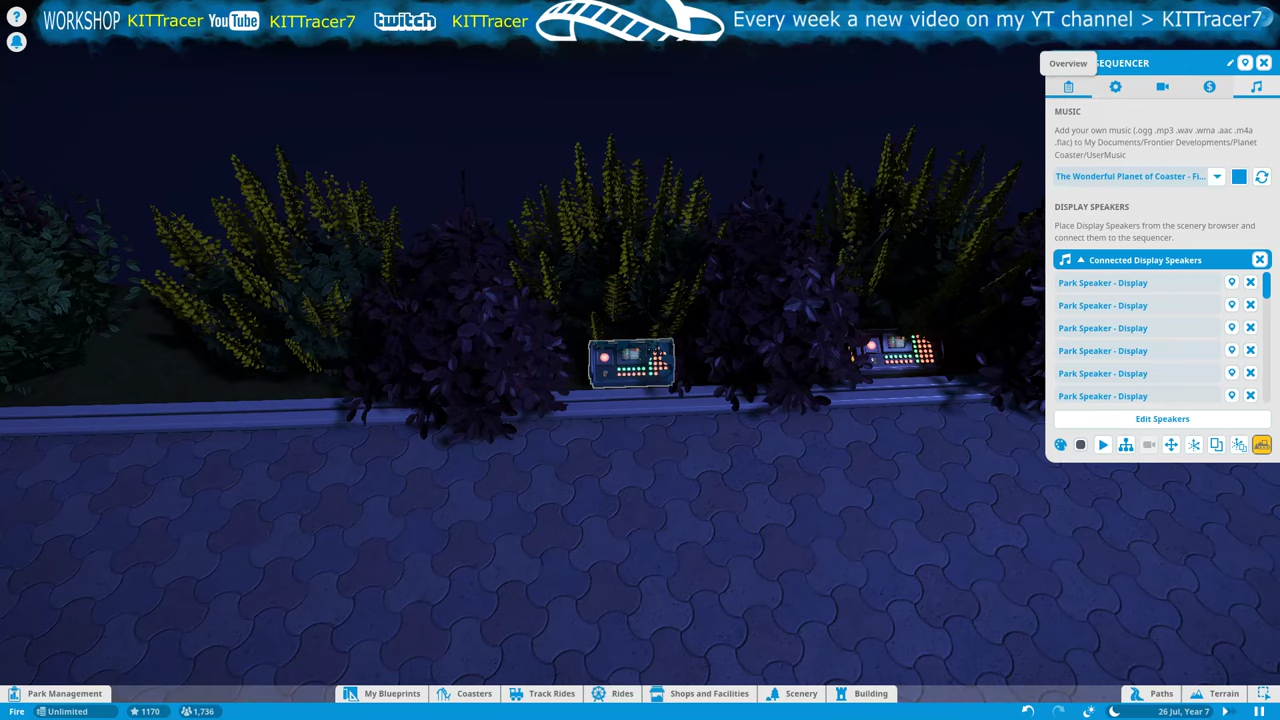 WORKSHOP KITTracer YouTube KITTracer7 twitch KITTracer Every week a new video on my YT channel > KITTracer7
Overview
SEQUENCER
MUSIC
Add your own music (.ogg .mp3 .wav .wma .aac .m4a
.flac) to My Documents/Frontier Developments/Planet
Coaster/UserMusic
The Wonderful Planet of Coaster - Fi...
DISPLAY SPEAKERS
Place Display Speakers from the scenery browser and
connect them to the sequencer.
Connected Display Speakers
Park Speaker - Display
Park Speaker - Display
Park Speaker - Display
Park Speaker - Display
Park Speaker - Display
Park Speaker - Display
Edit Speakers
Park Management My Blueprints Coasters Track Rides Rides Shops and Facilities Scenery Building Paths Terrain
Fire Unlimited 1170 1,736 26 Jul, Year 7